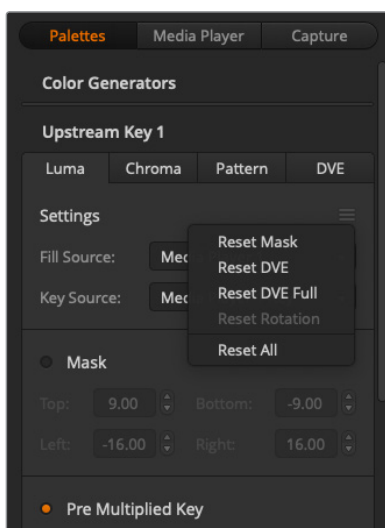 Palettes Media Player Capture
Color Generators
Upstream Key 1
Luma Chroma Pattern DVE
Settings
Reset Mask
Fill Source: Med
Reset DVE
Reset DVE Full
Key Source: Med
Reset Rotation
Reset All
Mask
Top: 9.00 Bottom: -9.00
Left: -16.00 Right: 16.00
Pre Multiplied Key